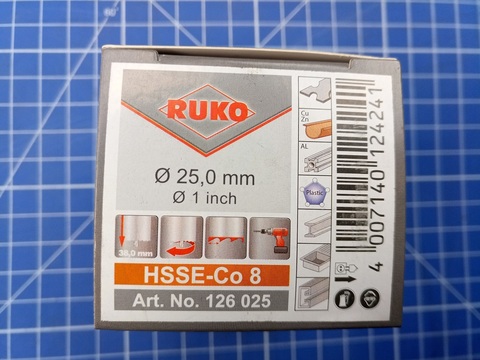 RUKO
Ø 25,0 mm
Ø 1 inch
38,0 mm
HSSE-Co 8
Art. No. 126 025
Cu
Zn
AL
Plastic
4 007140 124241